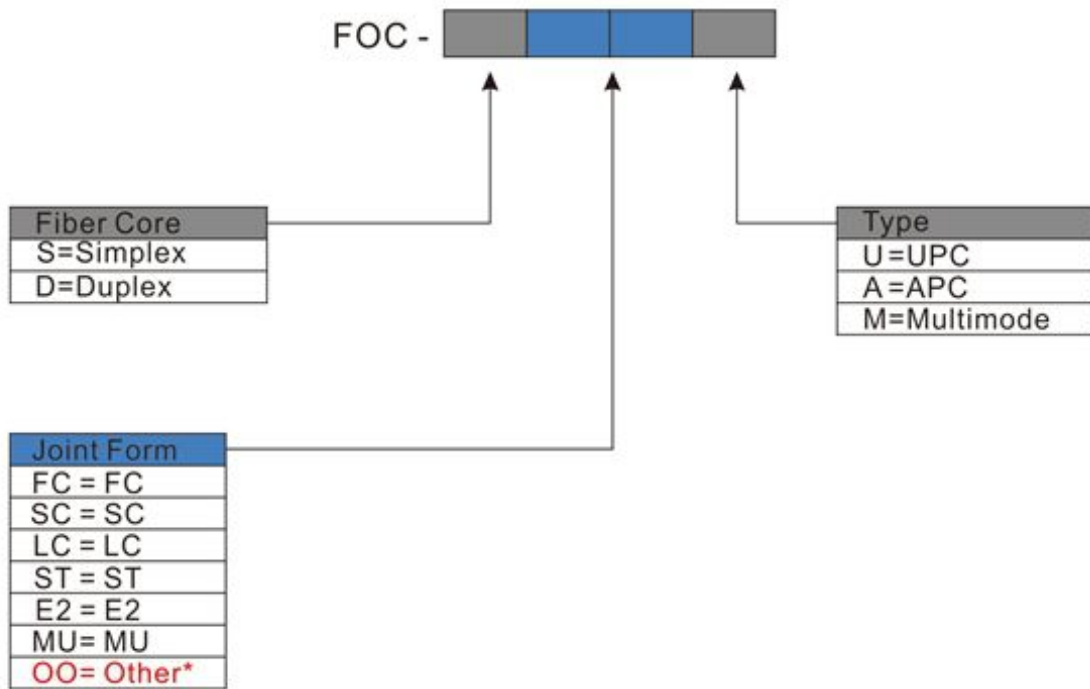 FOC -
Fiber Core
S=Simplex
D=Duplex
Type
U=UPC
A=APC
M=Multimode
Joint Form
FC = FC
SC = SC
LC = LC
ST = ST
E2 = E2
MU= MU
OO= Other*